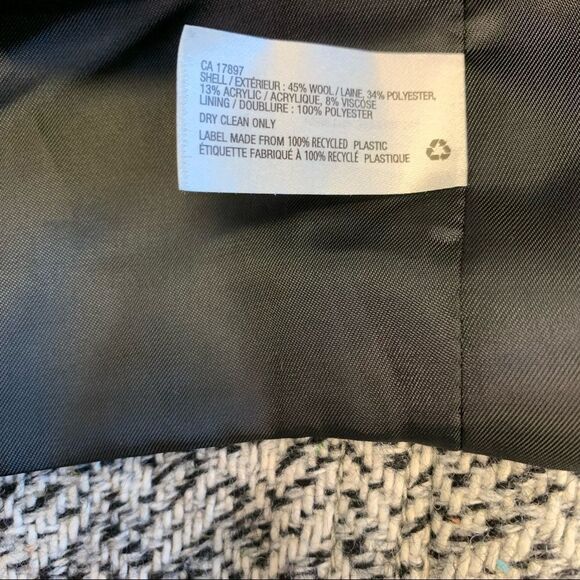 CA 17897
SHELL / EXTÉRIEUR : 45% WOOL / LAINE, 34% POLYESTER,
13% ACRYLIC / ACRYLIQUE, 8% VISCOSE
LINING / DOUBLURE : 100% POLYESTER
DRY CLEAN ONLY
LABEL MADE FROM 100% RECYCLED PLASTIC
ÉTIQUETTE FABRIQUÉ À 100% RECYCLÉ PLASTIQUE